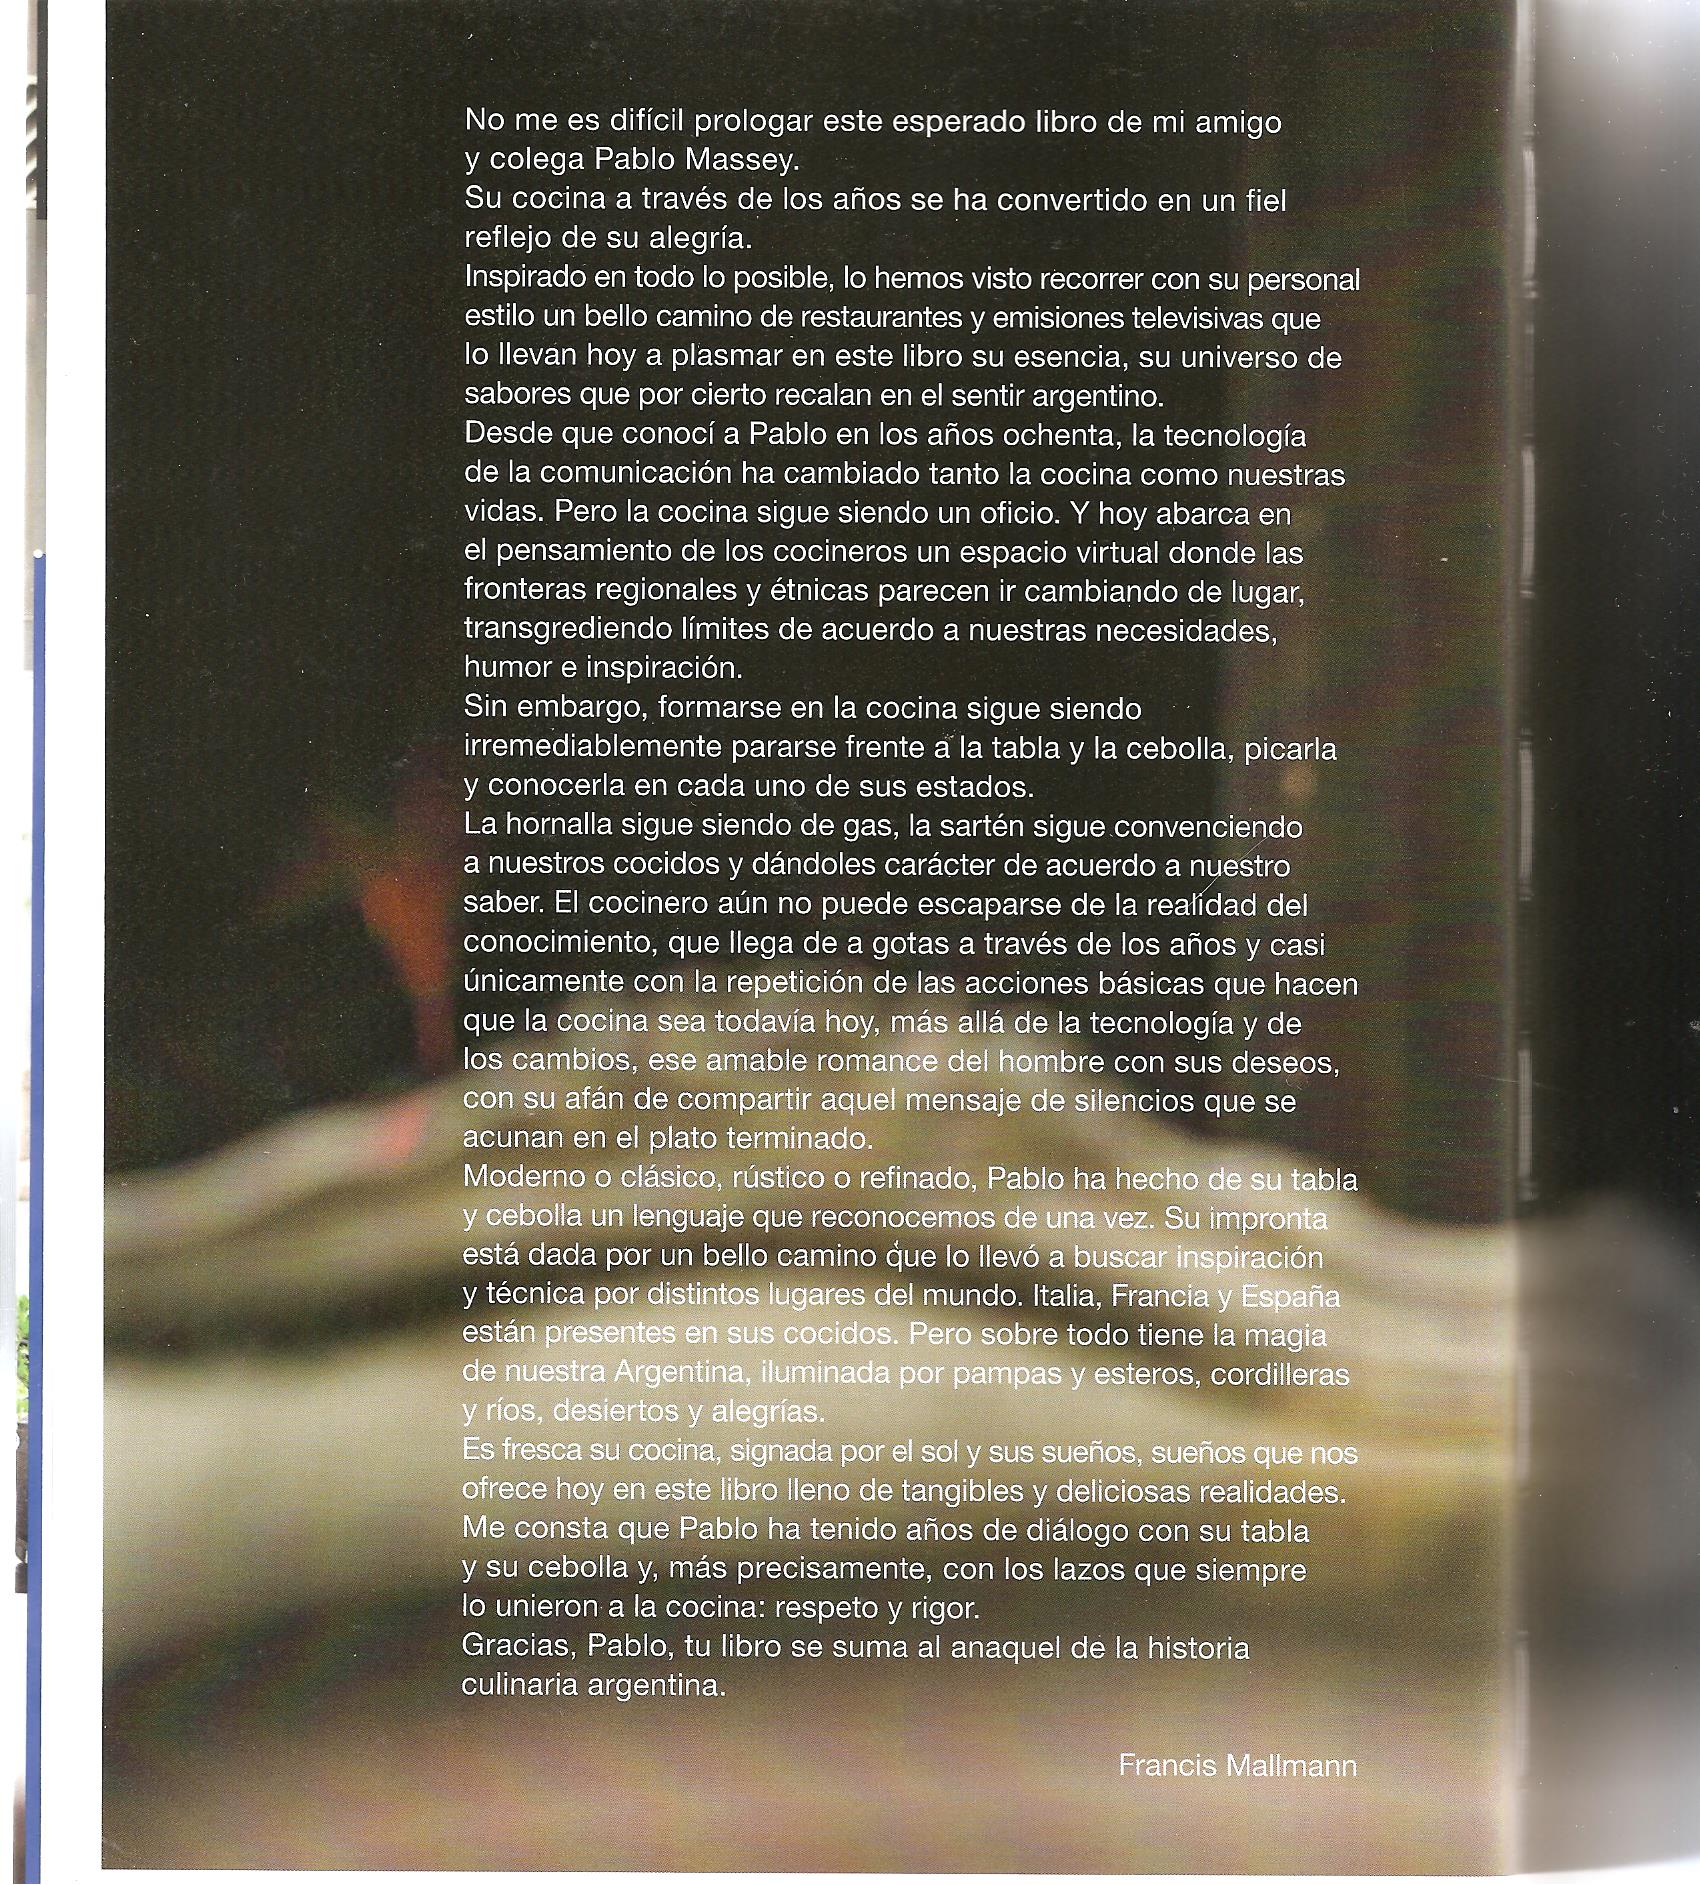 No me es difícil prologar este esperado libro de mi amigo
y colega Pablo Massey.
Su cocina a través de los años se ha convertido en un fiel
reflejo de su alegría.
Inspirado en todo lo posible, lo hemos visto recorrer con su personal
estilo un bello camino de restaurantes y emisiones televisivas que
lo llevan hoy a plasmar en este libro su esencia, su universo de
sabores que por cierto recalan en el sentir argentino.
Desde que conocí a Pablo en los años ochenta, la tecnología
de la comunicación ha cambiado tanto la cocina como nuestras
vidas. Pero la cocina sigue siendo un oficio. Y hoy abarca en
el pensamiento de los cocineros un espacio virtual donde las
fronteras regionales y étnicas parecen ir cambiando de lugar,
transgrediendo límites de acuerdo a nuestras necesidades,
humor e inspiración.
Sin embargo, formarse en la cocina sigue siendo
irremediablemente pararse frente a la tabla y la cebolla, picarla
y conocerla en cada uno de sus estados.
La hornalla sigue siendo de gas, la sartén sigue convenciendo
a nuestros cocidos y dándoles carácter de acuerdo a nuestro
saber. El cocinero aún no puede escaparse de la realidad del
conocimiento, que llega de a gotas a través de los años y casi
únicamente con la repetición de las acciones básicas que hacen
que la cocina sea todavía hoy, más allá de la tecnología y de
los cambios, ese amable romance del hombre con sus deseos,
con su afán de compartir aquel mensaje de silencios que se
acunan en el plato terminado.
Moderno o clásico, rústico o refinado, Pablo ha hecho de su tabla
y cebolla un lenguaje que reconocemos de una vez. Su impronta
está dada por un bello camino que lo llevó a buscar inspiración
y técnica por distintos lugares del mundo. Italia, Francia y España
están presentes en sus cocidos. Pero sobre todo tiene la magia
de nuestra Argentina, iluminada por pampas y esteros, cordilleras
y ríos, desiertos y alegrías.
Es fresca su cocina, signada por el sol y sus sueños, sueños que nos
ofrece hoy en este libro lleno de tangibles y deliciosas realidades.
Me consta que Pablo ha tenido años de diálogo con su tabla
y su cebolla y, más precisamente, con los lazos que siempre
lo unieron a la cocina: respeto y rigor.
Gracias, Pablo, tu libro se suma al anaquel de la historia
culinaria argentina.
Francis Mallmann